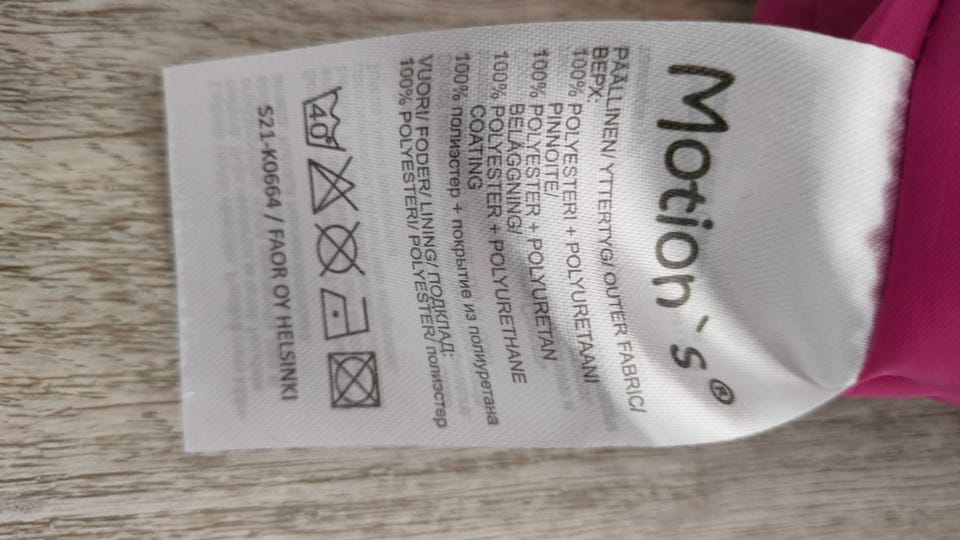 Motion`s®
PÄÄLLINEN/ YTTERTYG/ OUTER FABRIC/
ВЕРХ:
100% POLYESTERI + POLYURETAANI
PINNOITE/
100% POLYESTER + POLYURETAN
BELÄGGNING/
100% POLYESTER + POLYURETHANE
COATING
100% полиэстер + покрытие из полиуретана
VUORI/ FODER/ LINING/ ПОДКЛАД:
100% POLYESTERI/ POLYESTER/ полиэстер
40
S21-K0664 / FAOR OY HELSINKI